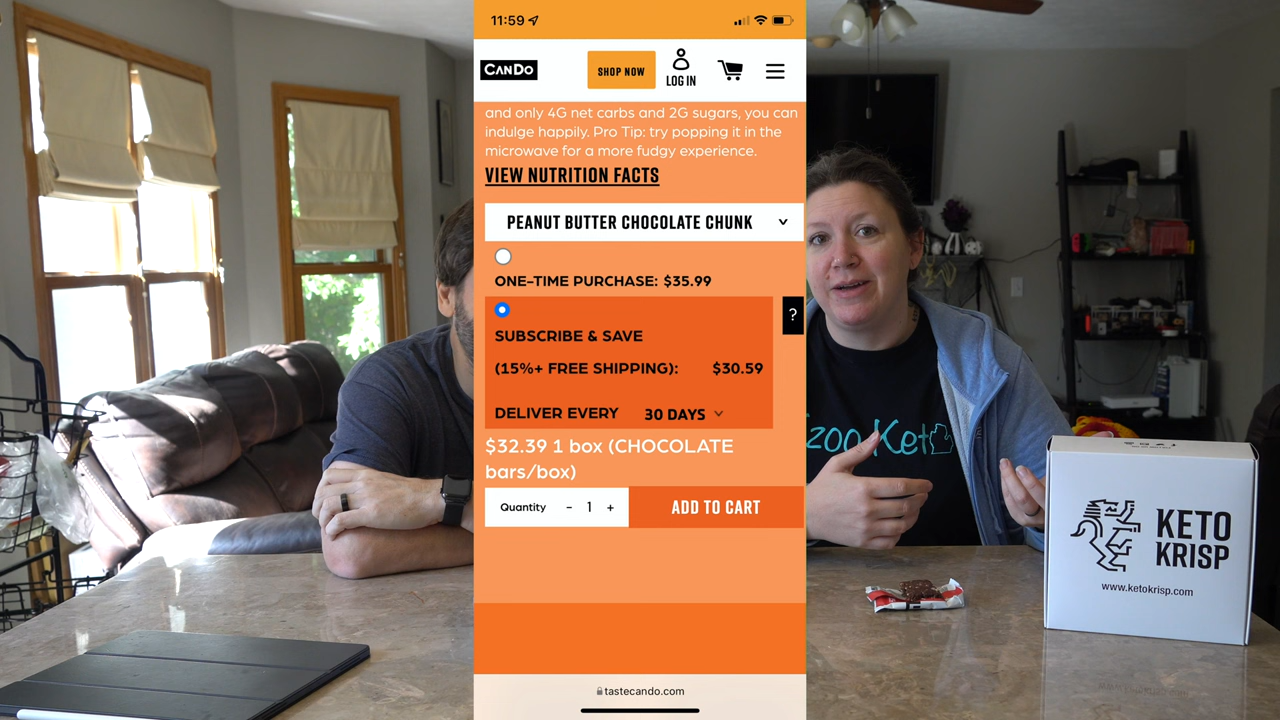 11:59
CANDO
SHOP NOW
LOG IN
and only 4G net carbs and 2G sugars, you can
indulge happily. Pro Tip: try popping it in the
microwave for a more fudgy experience.
VIEW NUTRITION FACTS
PEANUT BUTTER CHOCOLATE CHUNK
ONE-TIME PURCHASE: $35.99
?
SUBSCRIBE & SAVE
(15%+ FREE SHIPPING): $30.59
DELIVER EVERY 30 DAYS
$32.39 1 box (CHOCOLATE
bars/box)
Quantity - 1 +
ADD TO CART
tastecando.com
zoo Ket
KETO
KRISP
www.ketokrisp.com